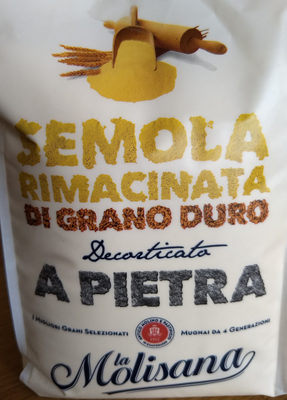 SEMOLA
RIMACINATA
DI GRANO DURO
Decorticato
A PIETRA
I MIGLIORI GRANI SELEZIONATI MUGNAI DA 4 GENERAZIONI
la
Molisana